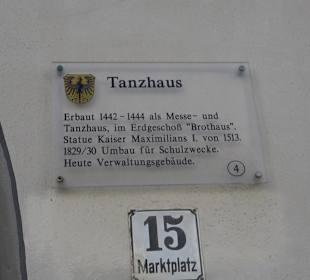 Tanzhaus
Erbaut 1442-1444 als Messe- und
Tanzhaus, im Erdgeschoß "Brothaus".
Statue Kaiser Maximilians I. von 1513.
1829/30 Umbau für Schulzwecke.
Heute Verwaltungsgebäude.
4
15
Marktplatz